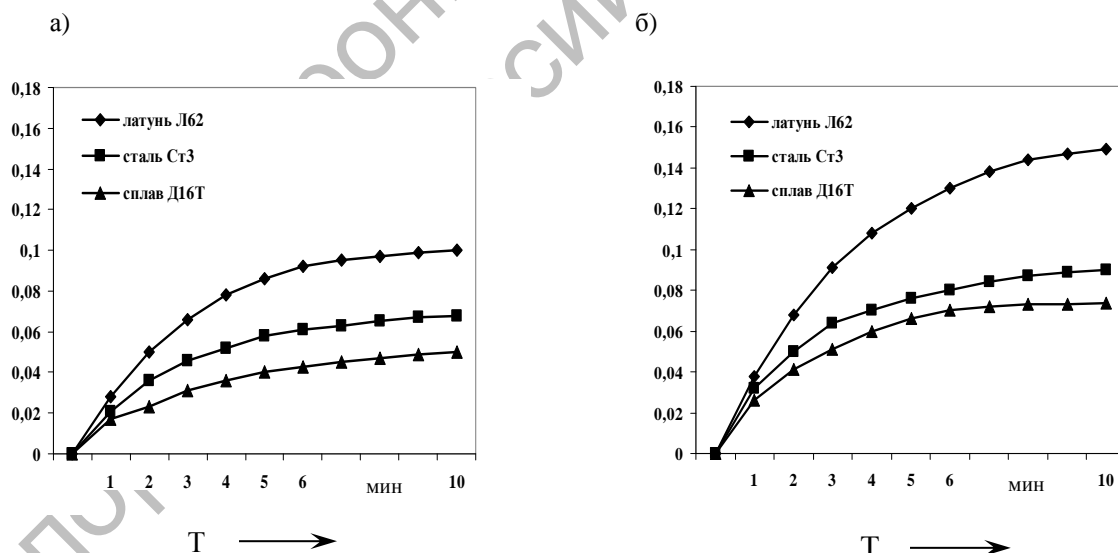 а)
0,18
0,16
0,14
0,12
0,1
0,08
0,06
0,04
0,02
0
латунь Л62
сталь Ст3
сплав Д16Т
1 2 3 4 5 6 мин 10
Т
б)
0,18
0,16
0,14
0,12
0,1
0,08
0,06
0,04
0,02
0
латунь Л62
сталь Ст3
сплав Д16Т
1 2 3 4 5 6 мин 10
Т